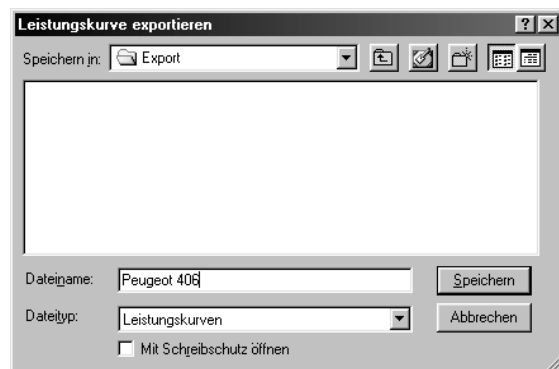 Leistungskurve exportieren
Speichern in: Export
Dateiname: Peugeot 406 Speichern
Dateityp: Leistungskurven Abbrechen
Mit Schreibschutz öffnen